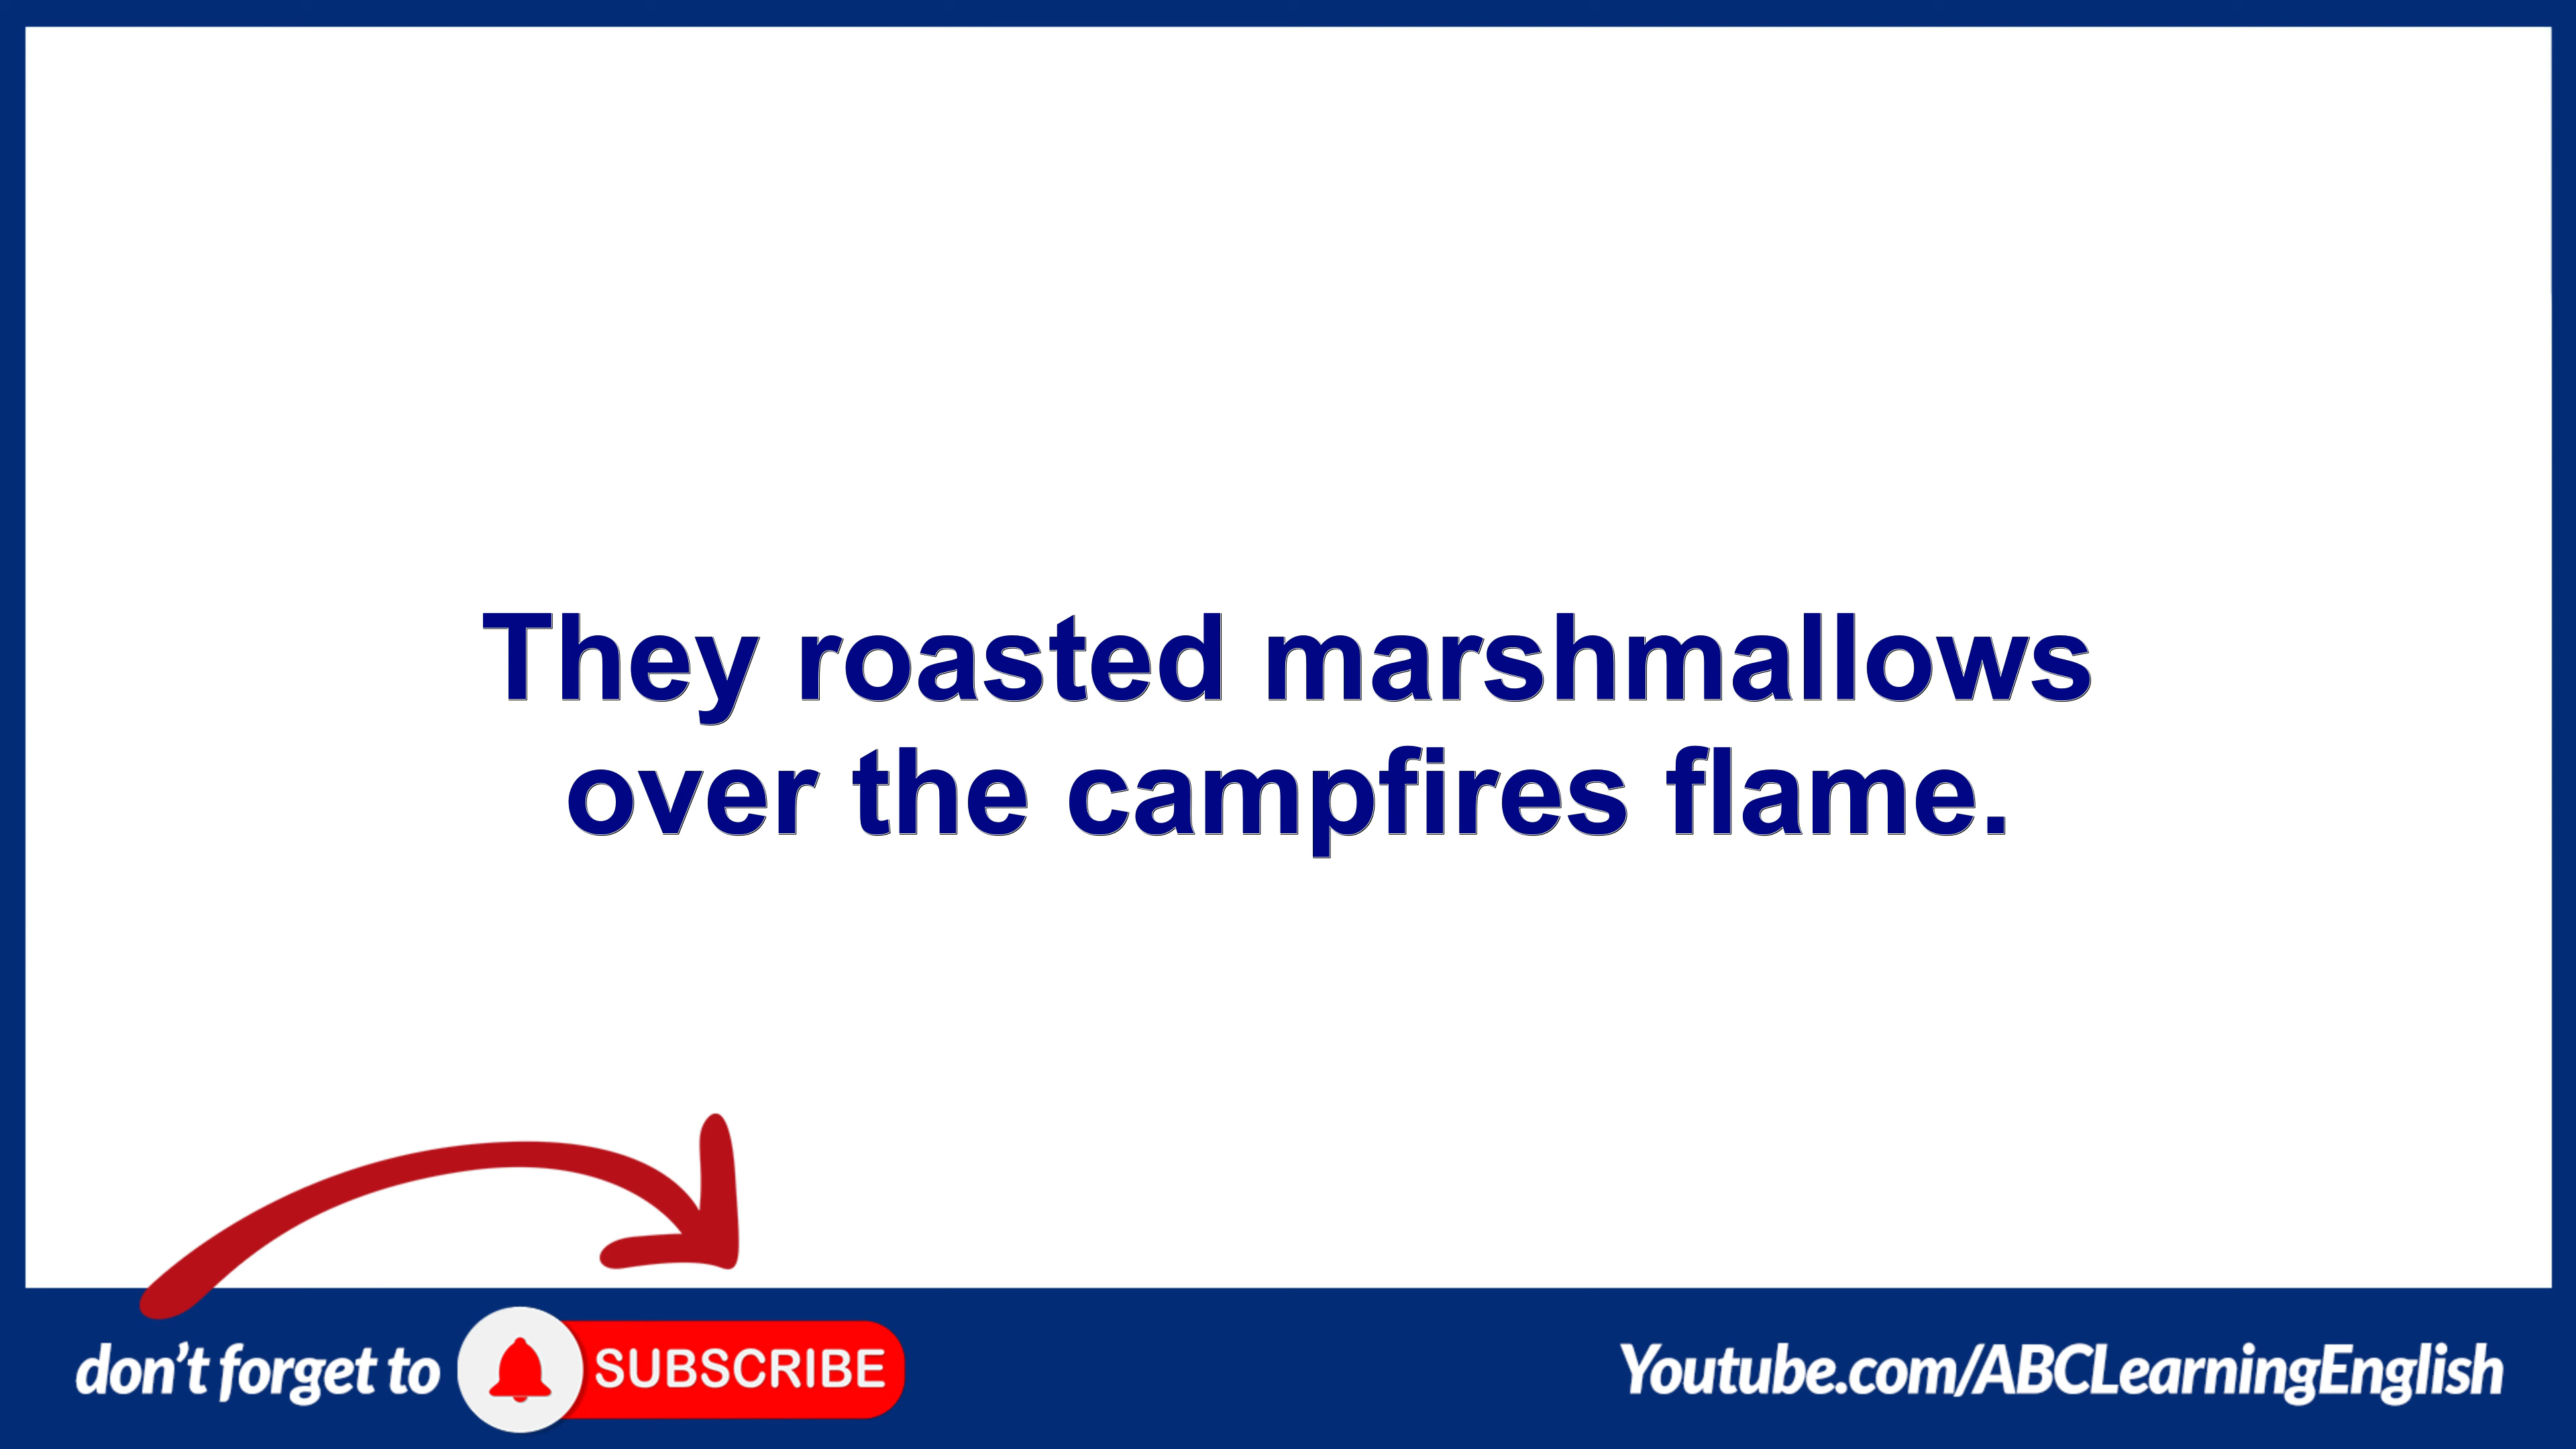 They roasted marshmallows
over the campfires flame.
don't forget to SUBSCRIBE
Youtube.com/ABCLearningEnglish